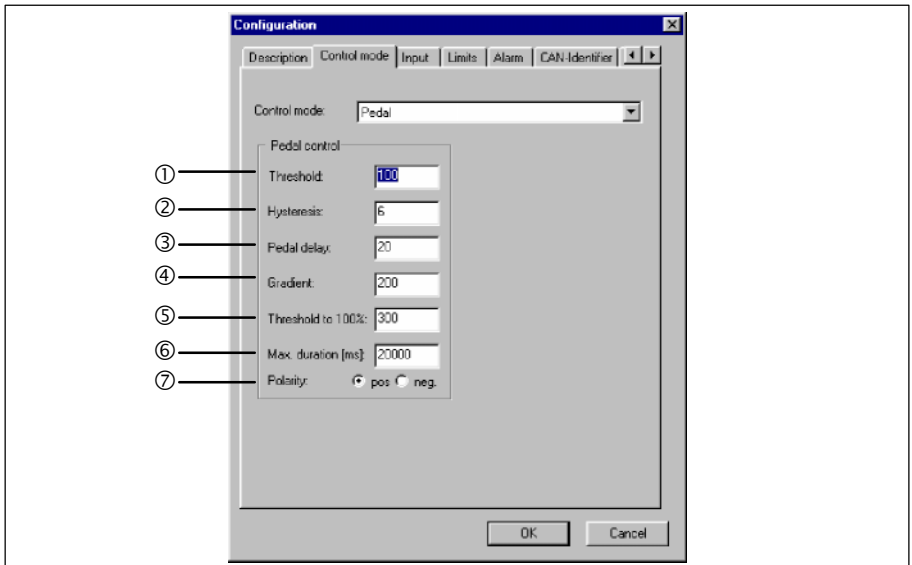 Configuration
Description Control mode Input Limits Alarm CAN-Identifier
Control mode: Pedal
Pedal control
① Threshold: 100
② Hysteresis: 6
③ Pedal delay: 20
④ Gradient: 200
⑤ Threshold to 100%: 300
⑥ Max. duration [ms]: 20000
⑦ Polarity: pos neg.
OK Cancel